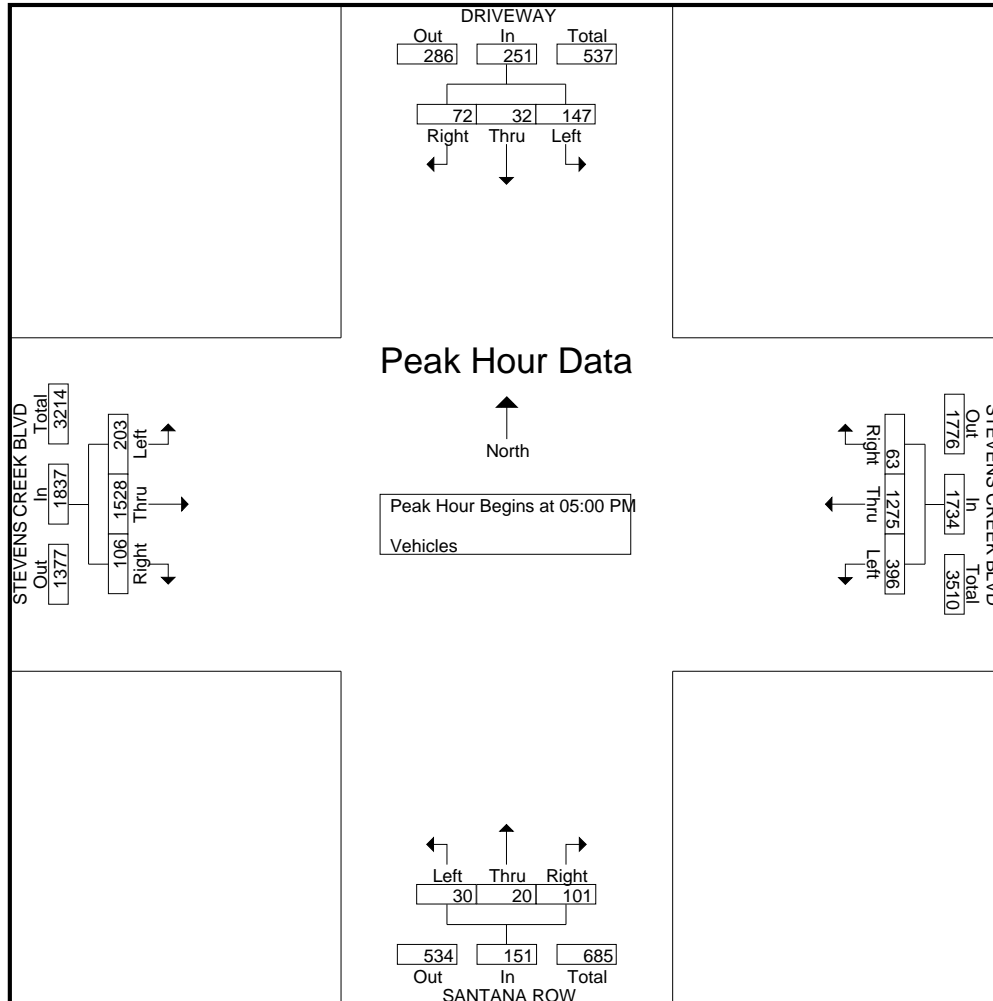 DRIVEWAY
Out In Total
286 251 537
72 32 147
Right Thru Left
Peak Hour Data
North
Peak Hour Begins at 05:00 PM
Vehicles
STEVENS CREEK BLVD
Out In Total
1377 1837 3214
203 1528 106
Left Thru Right
STEVENS CREEK BLVD
Out In Total
1776 1734 3510
63 1275 396
Right Thru Left
Left Thru Right
30 20 101
534 151 685
Out In Total
SANTANA ROW